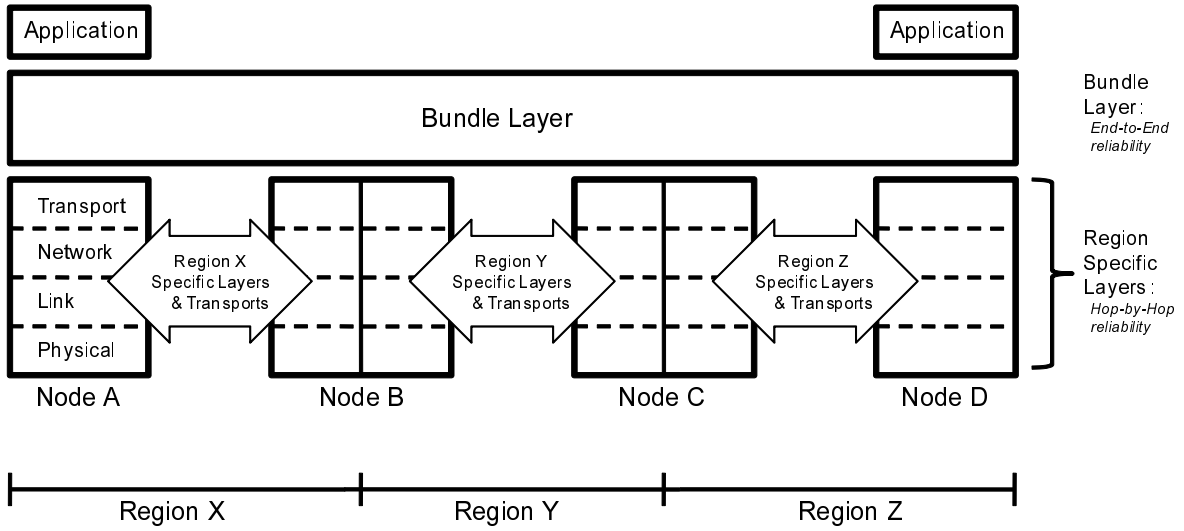 Application
Application
Bundle Layer
Bundle
Layer:
End-to-End
reliability
Transport
Network
Link
Physical
Region X
Specific Layers
& Transports
Region Y
Specific Layers
& Transports
Region Z
Specific Layers
& Transports
Region
Specific
Layers:
Hop-by-Hop
reliability
Node A
Node B
Node C
Node D
Region X
Region Y
Region Z